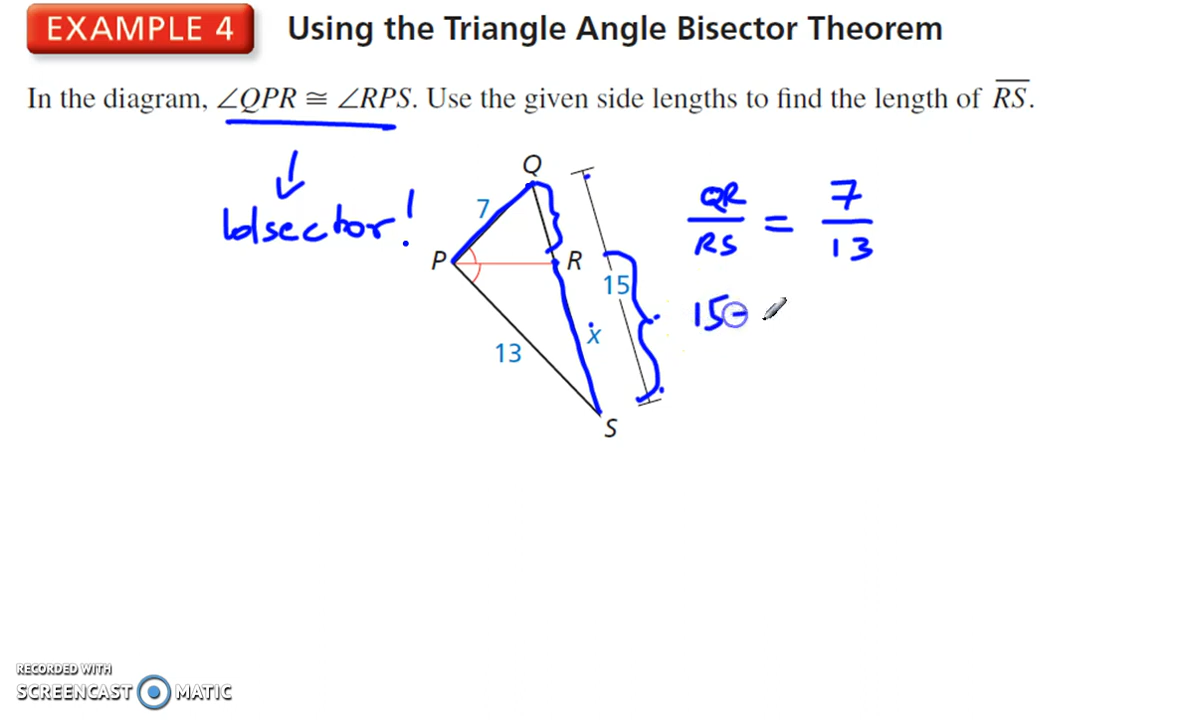 EXAMPLE 4 Using the Triangle Angle Bisector Theorem
In the diagram, ∠QPR ≅ ∠RPS. Use the given side lengths to find the length of R̅S̅.
bisector!
Q
7
P
R
15
x
13
S
QR/RS = 7/13
15 -
RECORDED WITH
SCREENCAST MATIC